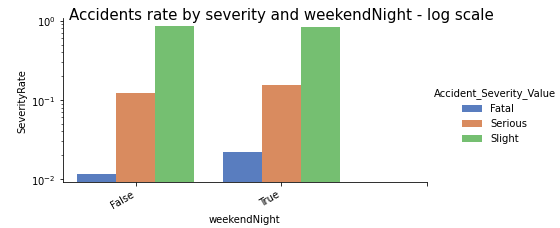 Accidents rate by severity and weekendNight - log scale
10⁰
10⁻¹
10⁻²
SeverityRate
False
True
weekendNight
Accident_Severity_Value
Fatal
Serious
Slight